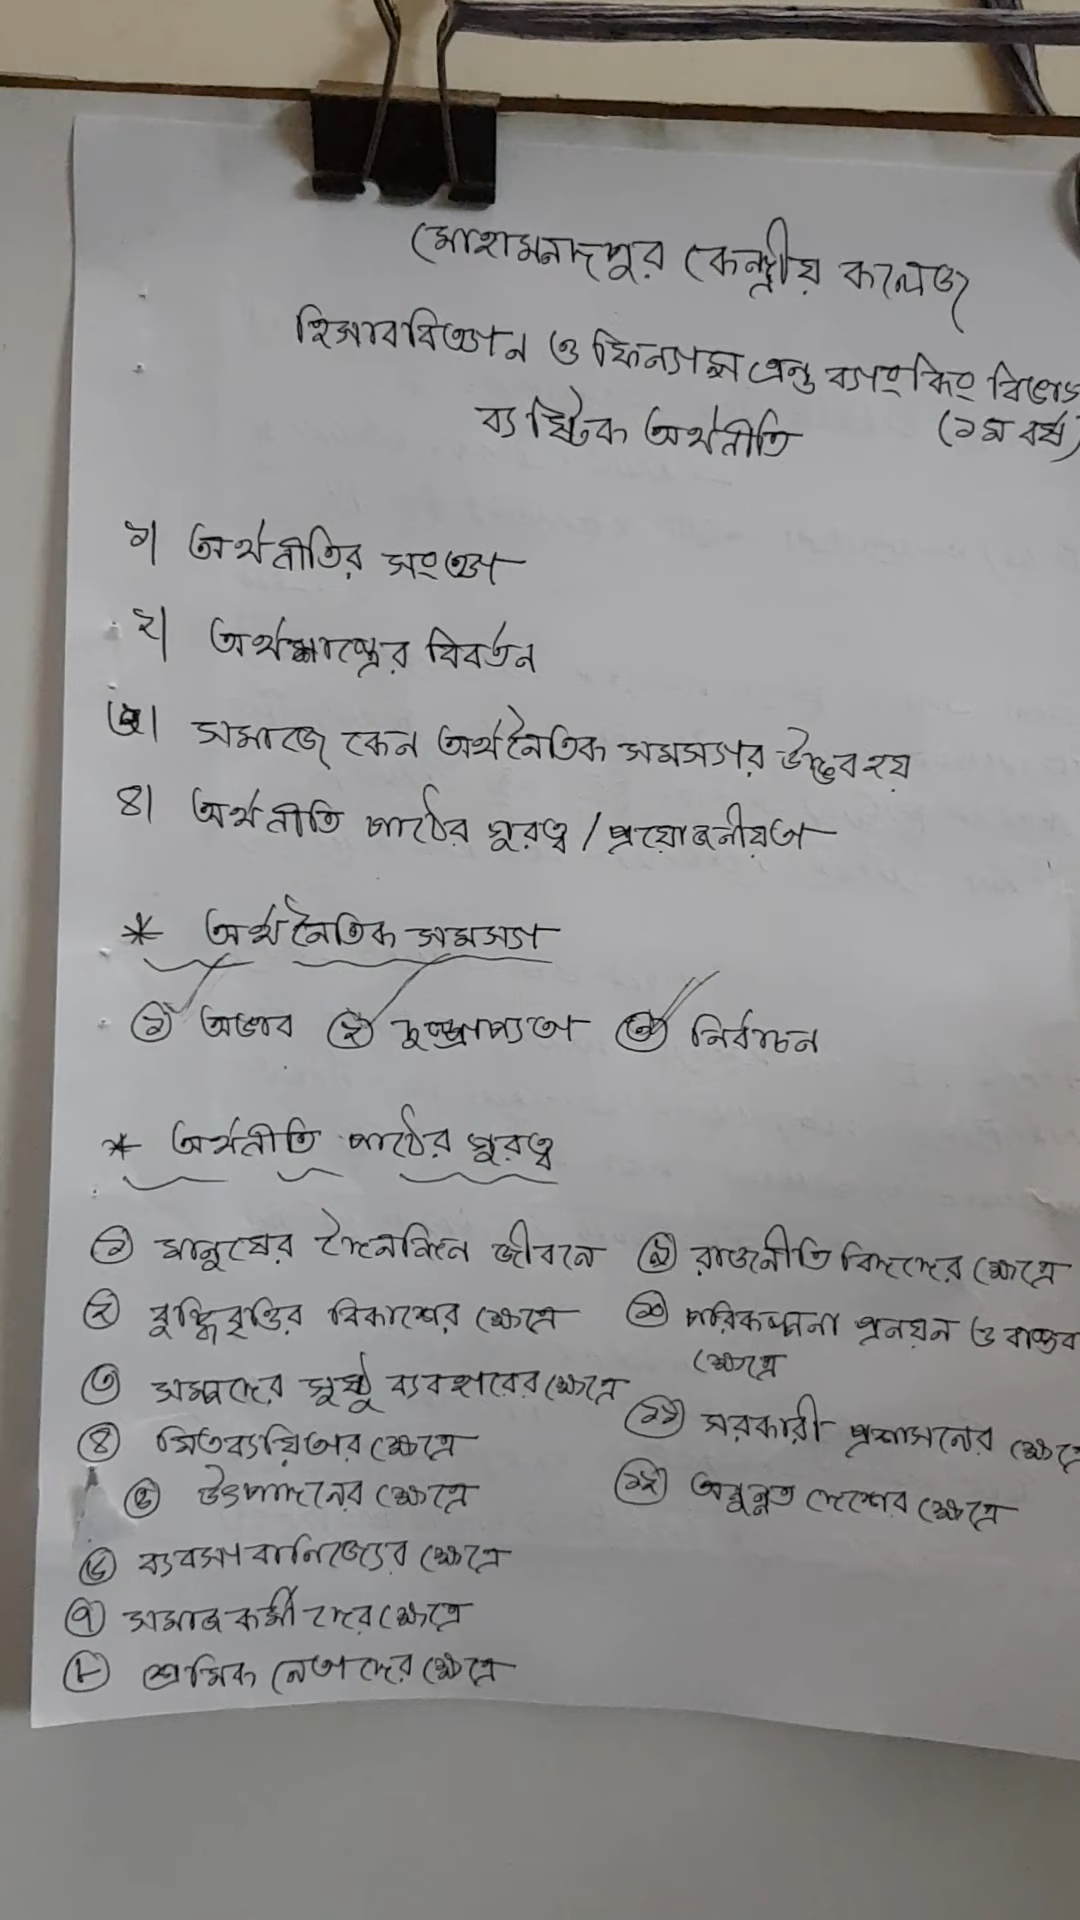 মোহাম্মদপুর কেন্দ্রীয় কলেজ
হিসাববিজ্ঞান ও ফিন্যান্স এন্ড ব্যাংকিং বিভাগ
ব্যষ্টিক অর্থনীতি (১ম বর্ষ)
১| অর্থনীতির সংজ্ঞা
২| অর্থশাস্ত্রের বিবর্তন
৩| সমাজে কেন অর্থনৈতিক সমস্যার উদ্ভব হয়
৪| অর্থনীতি পাঠের গুরুত্ব / প্রয়োজনীয়তা
* অর্থনৈতিক সমস্যা
১ অভাব ২ দুষ্প্রাপ্যতা ৩ নির্বাচন
* অর্থনীতি পাঠের গুরুত্ব
১ মানুষের দৈনন্দিন জীবনে
২ বুদ্ধিবৃত্তির বিকাশের ক্ষেত্রে
৩ সম্পদের সুষ্ঠু ব্যবহারের ক্ষেত্রে
৪ মিতব্যয়িতার ক্ষেত্রে
৫ উৎপাদনের ক্ষেত্রে
৬ ব্যবসা বানিজ্যের ক্ষেত্রে
৭ সমাজকর্মীদের ক্ষেত্রে
৮ শ্রমিক নেতাদের ক্ষেত্রে
৯ রাজনীতিবিদদের ক্ষেত্রে
১০ পরিকল্পনা প্রনয়ন ও বাস্তব
ক্ষেত্রে
১১ সরকারী প্রশাসনের ক্ষেত্রে
১২ অনুন্নত দেশের ক্ষেত্রে